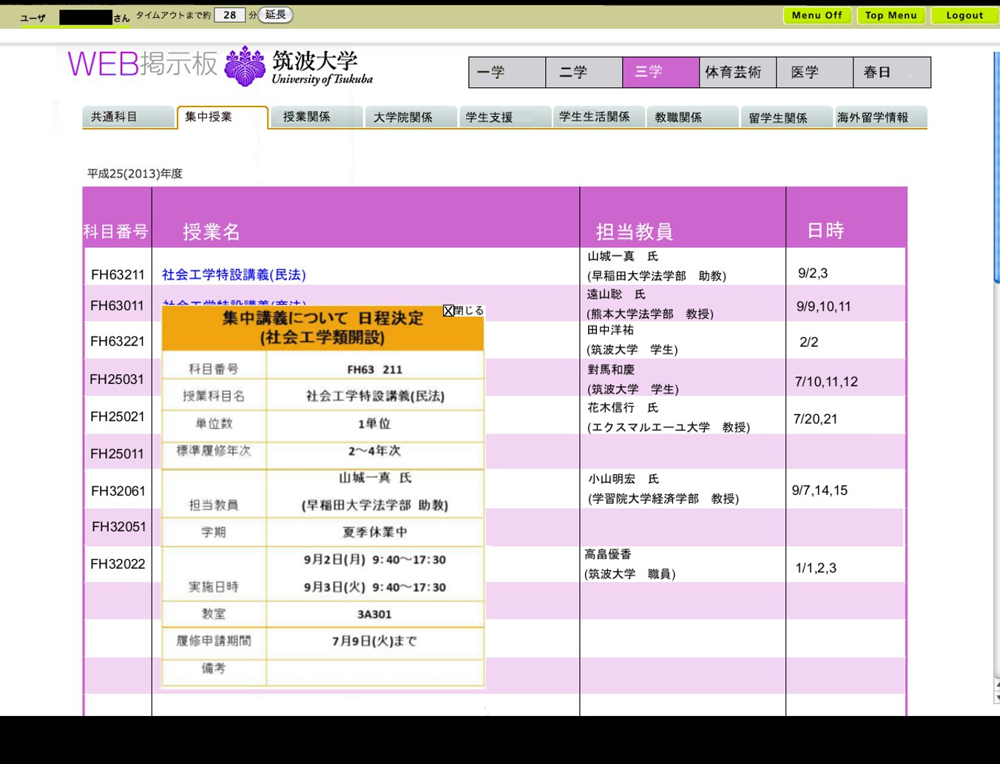 ユーザ さん タイムアウトまで約 28 分 延長 Menu Off Top Menu Logout
WEB掲示板 筑波大学
University of Tsukuba
一学 二学 三学 体育芸術 医学 春日
共通科目 集中授業 授業関係 大学院関係 学生支援 学生生活関係 教職関係 留学生関係 海外留学情報
平成25(2013)年度
科目番号 授業名 担当教員 日時
山城一真 氏
FH63211 社会工学特設講義(民法) (早稲田大学法学部 助教) 9/2,3
遠山聡 氏
FH63011 社会工学特設講義(商法) 9/9,10,11
(熊本大学法学部 教授)
田中洋祐
FH63221 2/2
(筑波大学 学生)
對馬和慶
FH25031 7/10,11,12
(筑波大学 学生)
花木信行 氏
FH25021 7/20,21
(エクスマルエーユ大学 教授)
FH25011
小山明宏 氏
FH32061 9/7,14,15
(学習院大学経済学部 教授)
FH32051
高畠優香
FH32022 1/1,2,3
(筑波大学 職員)
X閉じる
集中講義について 日程決定
(社会工学類開設)
科目番号 FH63 211
授業科目名 社会工学特設講義(民法)
単位数 1単位
標準履修年次 2～4年次
山城一真 氏
担当教員 (早稲田大学法学部 助教)
学期 夏季休業中
9月2日(月) 9:40～17:30
実施日時 9月3日(火) 9:40～17:30
教室 3A301
履修申請期間 7月9日(火)まで
備考